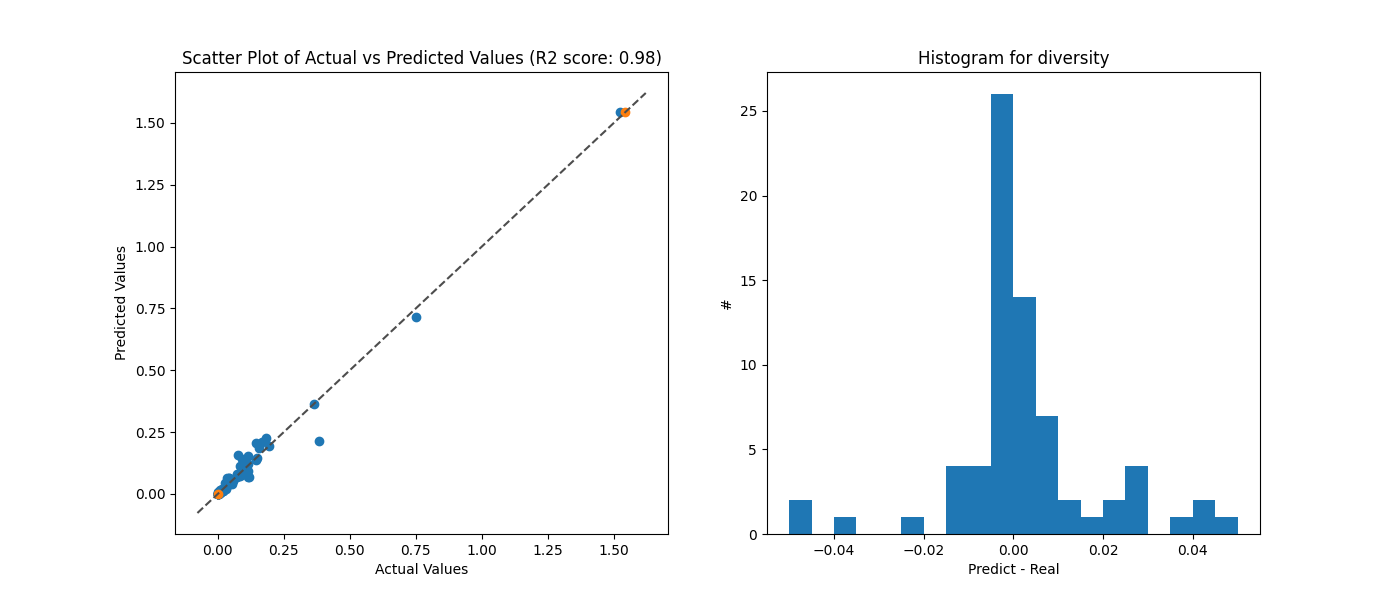 Scatter Plot of Actual vs Predicted Values (R2 score: 0.98)
1.50
1.25
1.00
0.75
0.50
0.25
0.00
Predicted Values
0.00 0.25 0.50 0.75 1.00 1.25 1.50
Actual Values
Histogram for diversity
25
20
15
10
5
0
#
−0.04 −0.02 0.00 0.02 0.04
Predict - Real